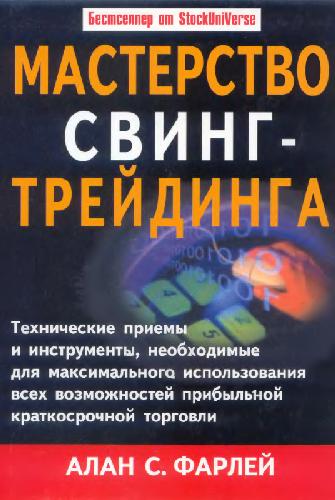 Бестселлер от StockUniVerse
МАСТЕРСТВО
СВИНГ-
ТРЕЙДИНГА
Технические приемы
и инструменты, необходимые
для максимального использования
всех возможностей прибыльной
краткосрочной торговли
АЛАН С. ФАРЛЕЙ